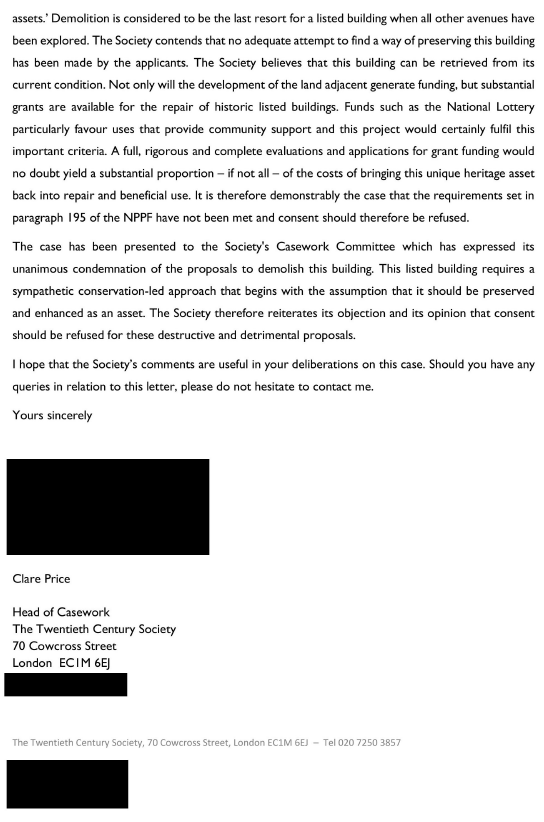 assets.’ Demolition is considered to be the last resort for a listed building when all other avenues have
been explored. The Society contends that no adequate attempt to find a way of preserving this building
has been made by the applicants. The Society believes that this building can be retrieved from its
current condition. Not only will the development of the land adjacent generate funding, but substantial
grants are available for the repair of historic listed buildings. Funds such as the National Lottery
particularly favour uses that provide community support and this project would certainly fulfil this
important criteria. A full, rigorous and complete evaluations and applications for grant funding would
no doubt yield a substantial proportion – if not all – of the costs of bringing this unique heritage asset
back into repair and beneficial use. It is therefore demonstrably the case that the requirements set in
paragraph 195 of the NPPF have not been met and consent should therefore be refused.
The case has been presented to the Society’s Casework Committee which has expressed its
unanimous condemnation of the proposals to demolish this building. This listed building requires a
sympathetic conservation-led approach that begins with the assumption that it should be preserved
and enhanced as an asset. The Society therefore reiterates its objection and its opinion that consent
should be refused for these destructive and detrimental proposals.
I hope that the Society’s comments are useful in your deliberations on this case. Should you have any
queries in relation to this letter, please do not hesitate to contact me.
Yours sincerely
Clare Price
Head of Casework
The Twentieth Century Society
70 Cowcross Street
London EC1M 6EJ
The Twentieth Century Society, 70 Cowcross Street, London EC1M 6EJ – Tel 020 7250 3857